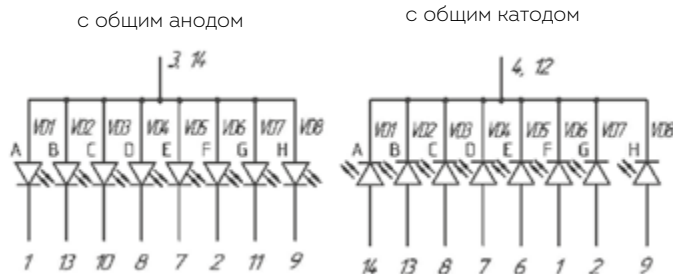 с общим анодом
с общим катодом
3, 14
4, 12
A VD1 B VD2 C VD3 D VD4 E VD5 F VD6 G VD7 H VD8
A VD1 B VD2 C VD3 D VD4 E VD5 F VD6 G VD7 H VD8
1 13 10 8 7 2 11 9
14 13 8 7 6 1 2 9